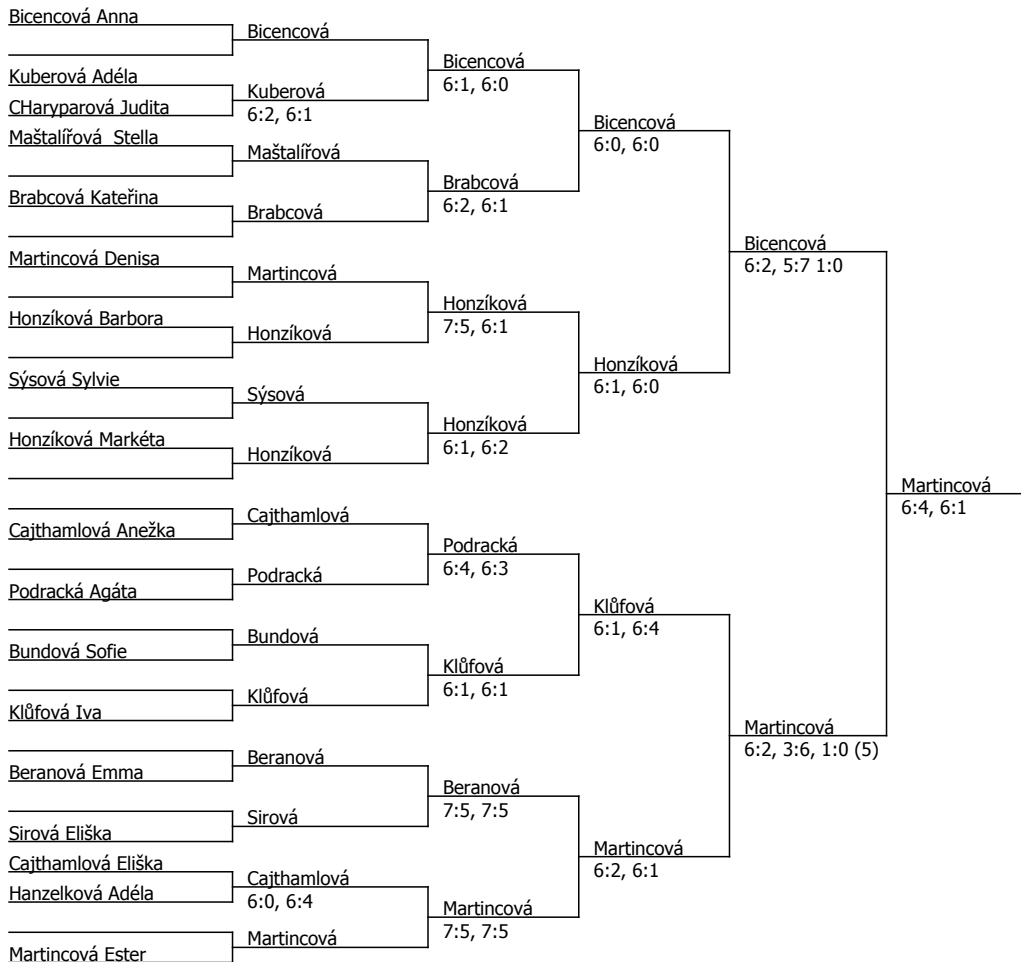 Bicencová Anna
Bicencová
Bicencová
6:1, 6:0
Kuberová Adéla
Kuberová
6:2, 6:1
CHaryparová Judita
Bicencová
6:0, 6:0
Maštalířová  Stella
Maštalířová
Brabcová
6:2, 6:1
Brabcová Kateřina
Brabcová
Bicencová
6:2, 5:7 1:0
Martincová Denisa
Martincová
Honzíková
7:5, 6:1
Honzíková Barbora
Honzíková
Honzíková
6:1, 6:0
Sýsová Sylvie
Sýsová
Honzíková
6:1, 6:2
Honzíková Markéta
Honzíková
Martincová
6:4, 6:1
Cajthamlová
Cajthamlová Anežka
Podracká
6:4, 6:3
Podracká
Podracká Agáta
Klůfová
6:1, 6:4
Bundová
Bundová Sofie
Klůfová
6:1, 6:1
Klůfová
Klůfová Iva
Martincová
6:2, 3:6, 1:0 (5)
Beranová
Beranová Emma
Beranová
7:5, 7:5
Sirová
Sirová Eliška
Martincová
6:2, 6:1
Cajthamlová Eliška
Cajthamlová
6:0, 6:4
Hanzelková Adéla
Martincová
7:5, 7:5
Martincová
Martincová Ester